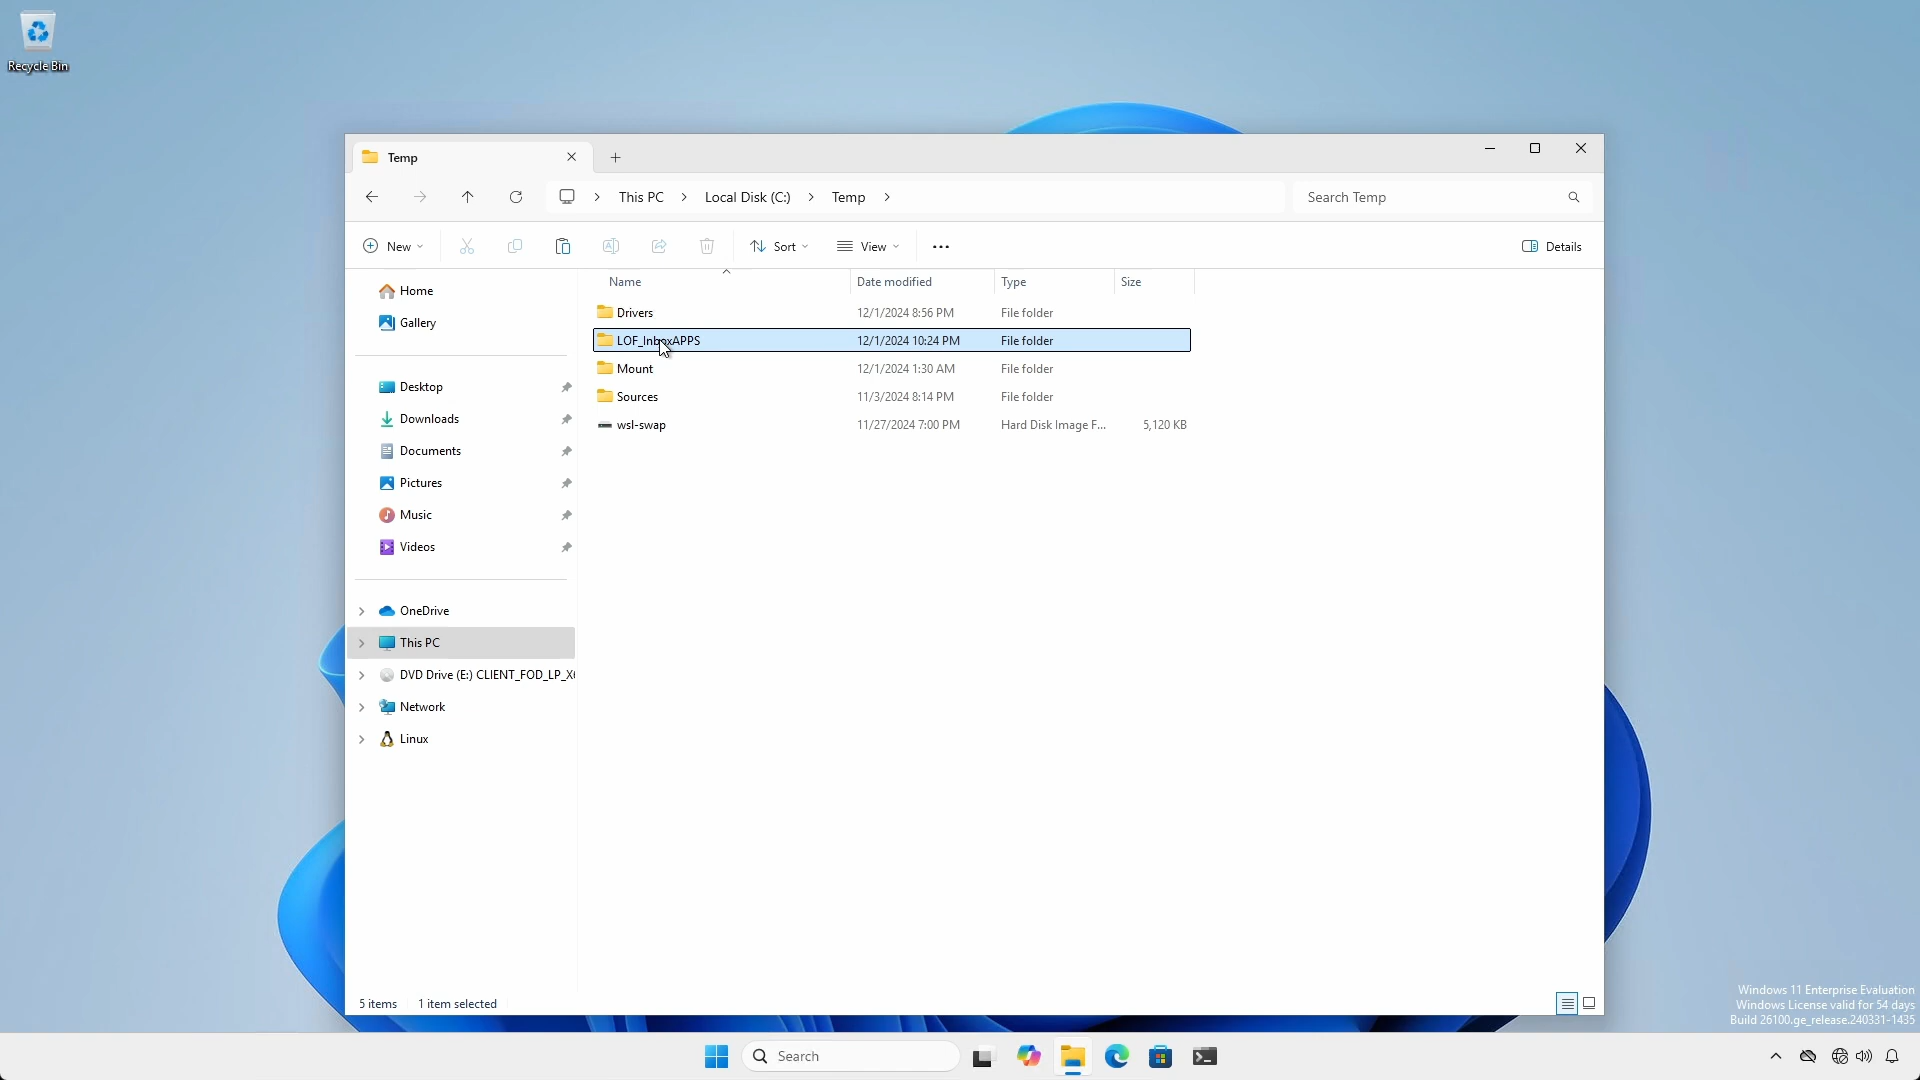 Recycle Bin
Temp
This PC
Local Disk (C:)
Temp
Search Temp
New
Sort
View
Details
Name
Date modified
Type
Size
Home
Gallery
Desktop
Downloads
Documents
Pictures
Music
Videos
OneDrive
This PC
DVD Drive (E:) CLIENT_FOD_LP_X
Network
Linux
Drivers 12/1/2024 8:56 PM File folder
LOF_InboxAPPS 12/1/2024 10:24 PM File folder
Mount 12/1/2024 1:30 AM File folder
Sources 11/3/2024 8:14 PM File folder
wsl-swap 11/27/2024 7:00 PM Hard Disk Image F... 5,120 KB
5 items 1 item selected
Windows 11 Enterprise Evaluation
Windows License valid for 54 days
Build 26100.ge_release.240331-1435
Search